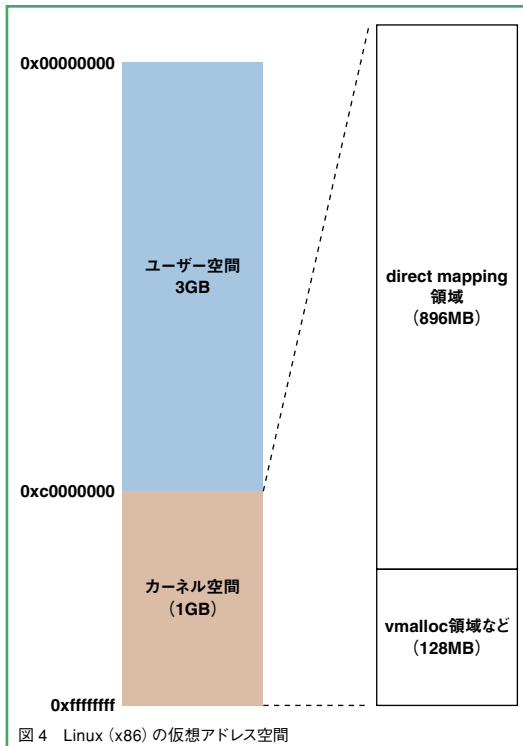 0x00000000
ユーザー空間
3GB
0xc0000000
カーネル空間
（1GB）
0xffffffff
direct mapping
領域
（896MB）
vmalloc領域など
（128MB）
図 4 Linux（x86）の仮想アドレス空間